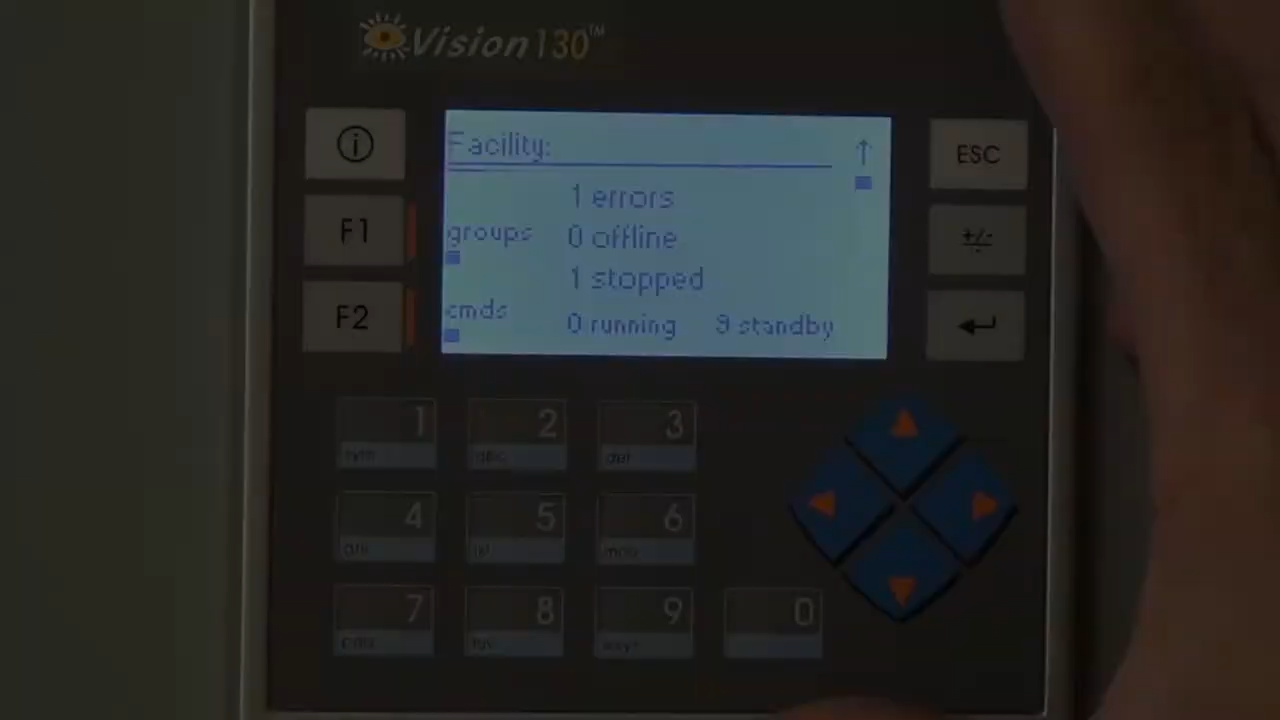 Vision130™
i
F1
F2
Facility:
↑
1 errors
groups
0 offline
1 stopped
cmds
0 running
9 standby
ESC
+/-
1
2
3
4
5
6
7
8
9
0